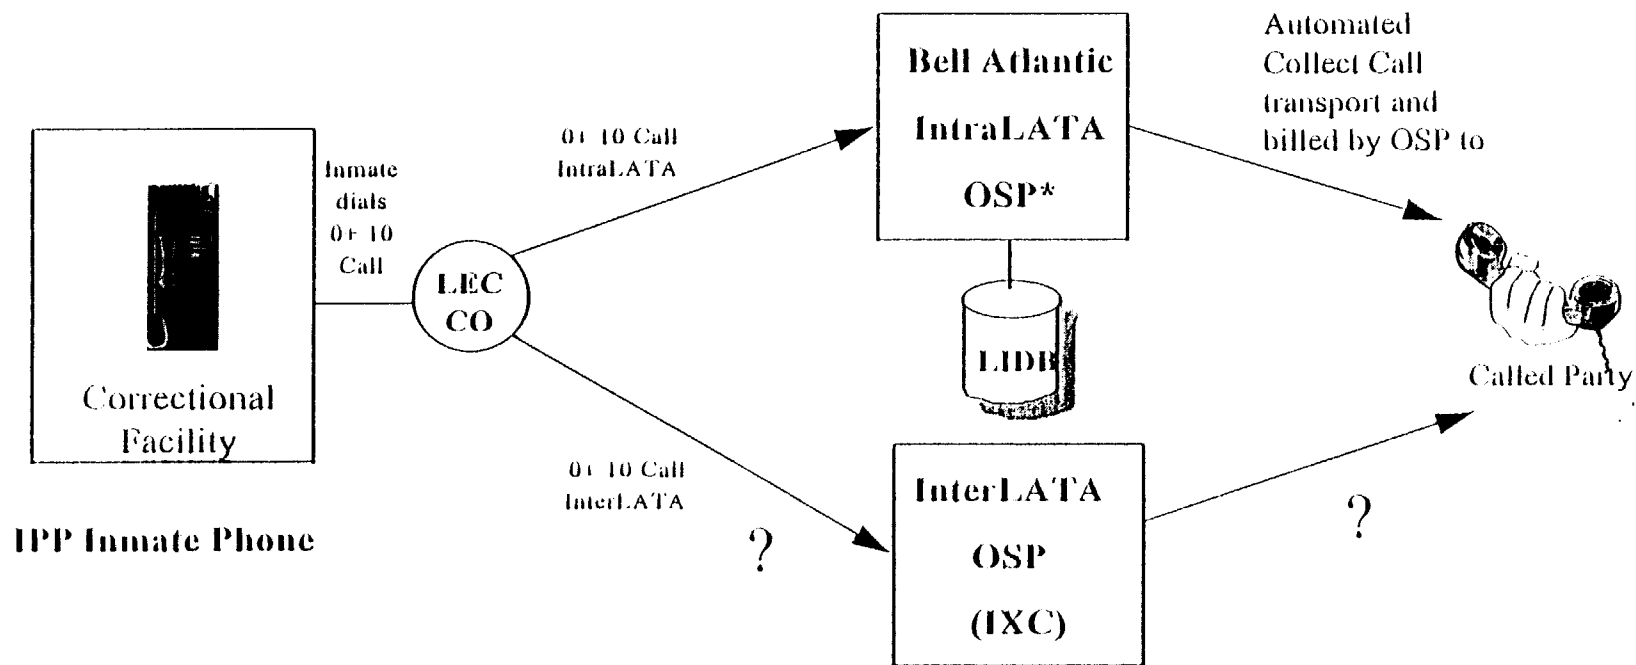 Correctional
Facility
IPP Inmate Phone
Inmate
dials
0+ 10
Call
LEC
CO
0+ 10 Call
IntraLATA
0+ 10 Call
InterLATA
?
Bell Atlantic
IntraLATA
OSP*
LIDB
InterLATA
OSP
(IXC)
Automated
Collect Call
transport and
billed by OSP to
Called Party
?